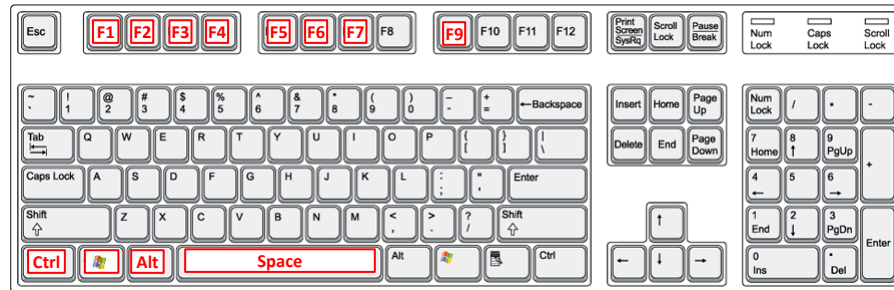 Esc F1 F2 F3 F4 F5 F6 F7 F8 F9 F10 F11 F12 Print Screen SysRq Scroll Lock Pause Break Num Lock Caps Lock Scroll Lock
~ ` ! 1 @ 2 # 3 $ 4 % 5 ^ 6 & 7 * 8 ( 9 ) 0 – - + = ←Backspace Insert Home Page Up Num Lock / * -
Tab Q W E R T Y U I O P { [ } ] | \ Delete End Page Down 7 Home 8 ↑ 9 PgUp +
Caps Lock A S D F G H J K L : ; " ' Enter 4 ← 5 6 →
Shift Z X C V B N M < , > . ? / Shift ↑ 1 End 2 ↓ 3 PgDn Enter
Ctrl Alt Space Alt Ctrl ← ↓ → 0 Ins . Del